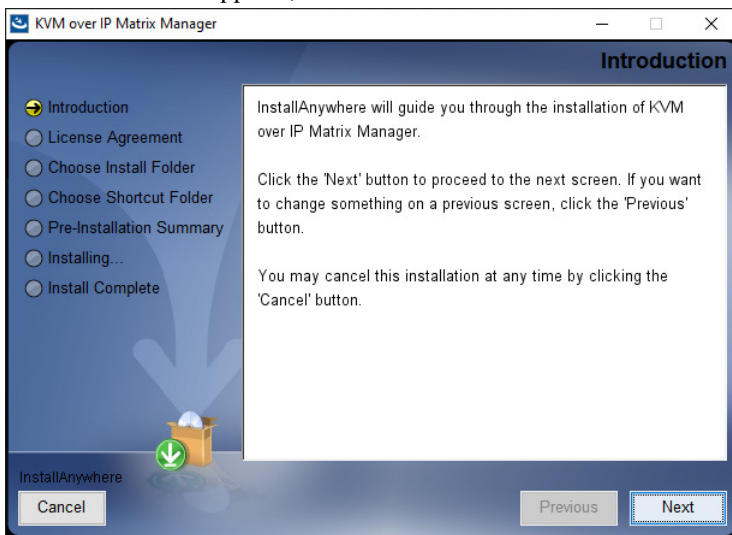 KVM over IP Matrix Manager
Introduction
Introduction
License Agreement
Choose Install Folder
Choose Shortcut Folder
Pre-Installation Summary
Installing...
Install Complete
InstallAnywhere will guide you through the installation of KVM
over IP Matrix Manager.
Click the 'Next' button to proceed to the next screen. If you want
to change something on a previous screen, click the 'Previous'
button.
You may cancel this installation at any time by clicking the
'Cancel' button.
InstallAnywhere
Cancel
Previous
Next